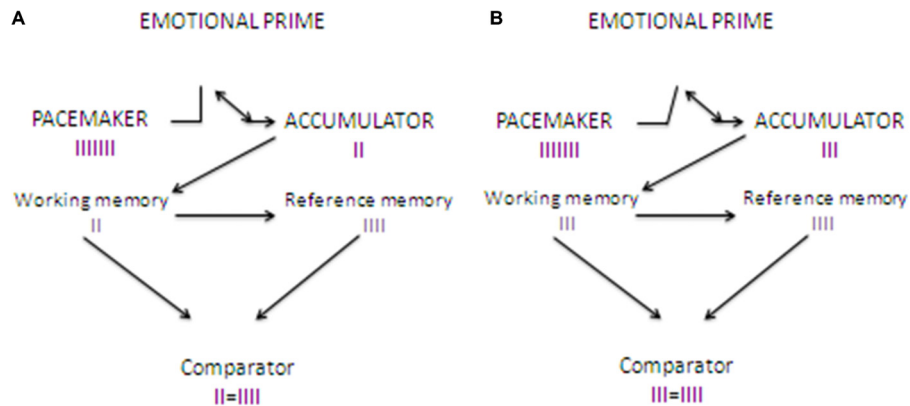 A
EMOTIONAL PRIME
PACEMAKER
IIIIIII
ACCUMULATOR
II
Working memory
II
Reference memory
IIII
Comparator
II=IIII
B
EMOTIONAL PRIME
PACEMAKER
IIIIIII
ACCUMULATOR
III
Working memory
III
Reference memory
IIII
Comparator
III=IIII